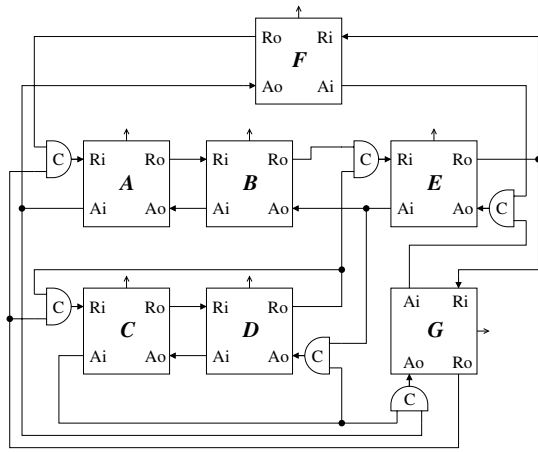 Ro Ri
F
Ao Ai
C Ri Ro Ri Ro C Ri Ro
A B E
Ai Ao Ai Ao Ai Ao C
C Ri Ro Ri Ro Ai Ri
C D G
Ai Ao Ai Ao C Ao Ro
C